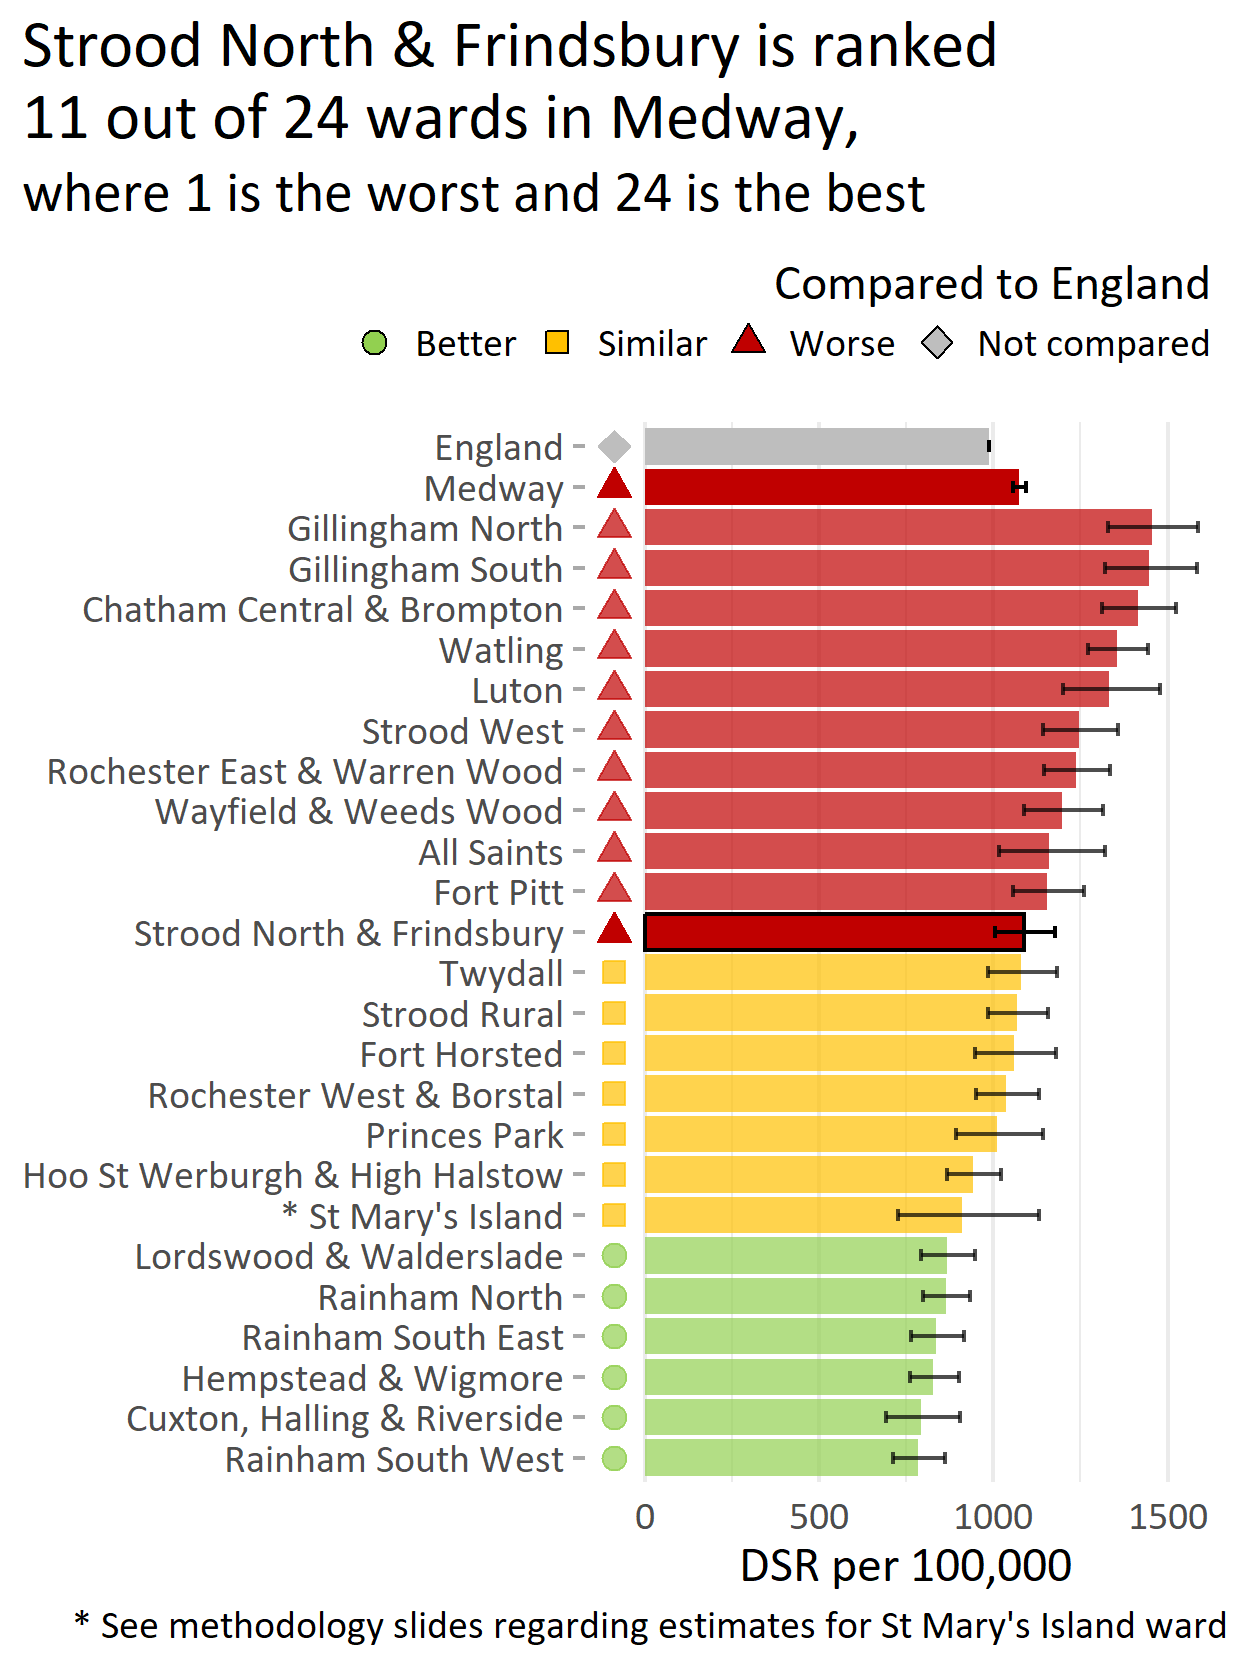 Strood North & Frindsbury is ranked
11 out of 24 wards in Medway,
where 1 is the worst and 24 is the best
Compared to England
Better Similar Worse Not compared
England
Medway
Gillingham North
Gillingham South
Chatham Central & Brompton
Watling
Luton
Strood West
Rochester East & Warren Wood
Wayfield & Weeds Wood
All Saints
Fort Pitt
Strood North & Frindsbury
Twydall
Strood Rural
Fort Horsted
Rochester West & Borstal
Princes Park
Hoo St Werburgh & High Halstow
* St Mary's Island
Lordswood & Walderslade
Rainham North
Rainham South East
Hempstead & Wigmore
Cuxton, Halling & Riverside
Rainham South West
0 500 1000 1500
DSR per 100,000
* See methodology slides regarding estimates for St Mary's Island ward